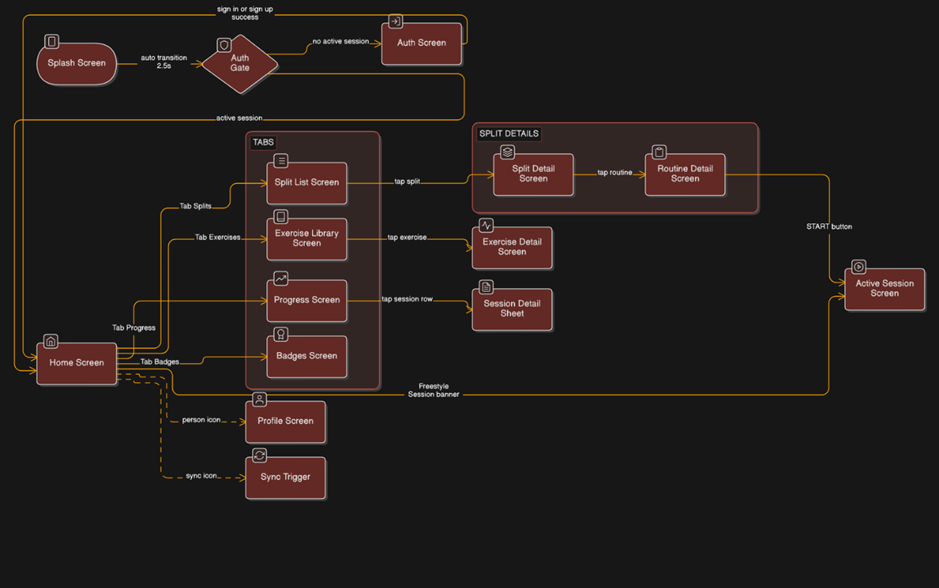 sign in or sign up
success
Splash Screen
auto transition
2.5s
Auth
Gate
no active session
Auth Screen
active session
TABS
SPLIT DETAILS
Split List Screen
tap split
Split Detail
Screen
tap routine
Routine Detail
Screen
Tab Splits
START button
Tab Exercises
Exercise Library
Screen
tap exercise
Exercise Detail
Screen
Active Session
Screen
Progress Screen
tap session row
Session Detail
Sheet
Tab Progress
Home Screen
Tab Badges
Badges Screen
Freestyle
Session banner
person icon
Profile Screen
sync icon
Sync Trigger